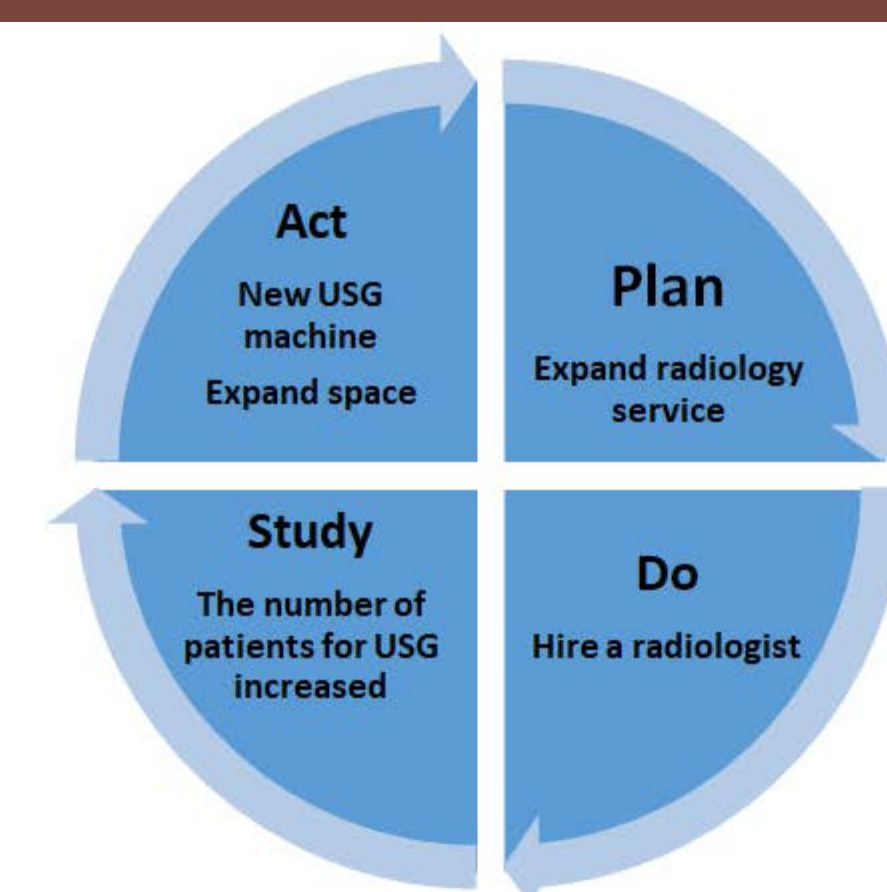 Act
New USG
machine
Expand space
Plan
Expand radiology
service
Study
The number of
patients for USG
increased
Do
Hire a radiologist